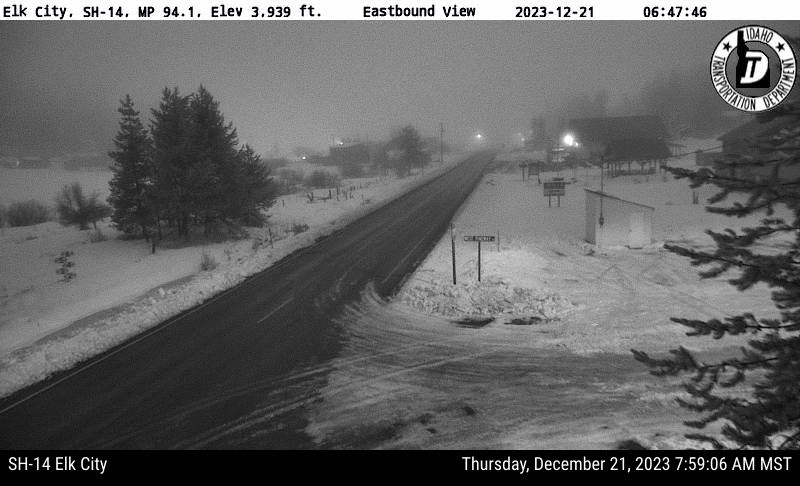 Elk City, SH-14, MP 94.1, Elev 3,939 ft. Eastbound View 2023-12-21 06:47:46
IDAHO
TRANSPORTATION DEPARTMENT
SH-14 Elk City Thursday, December 21, 2023 7:59:06 AM MST